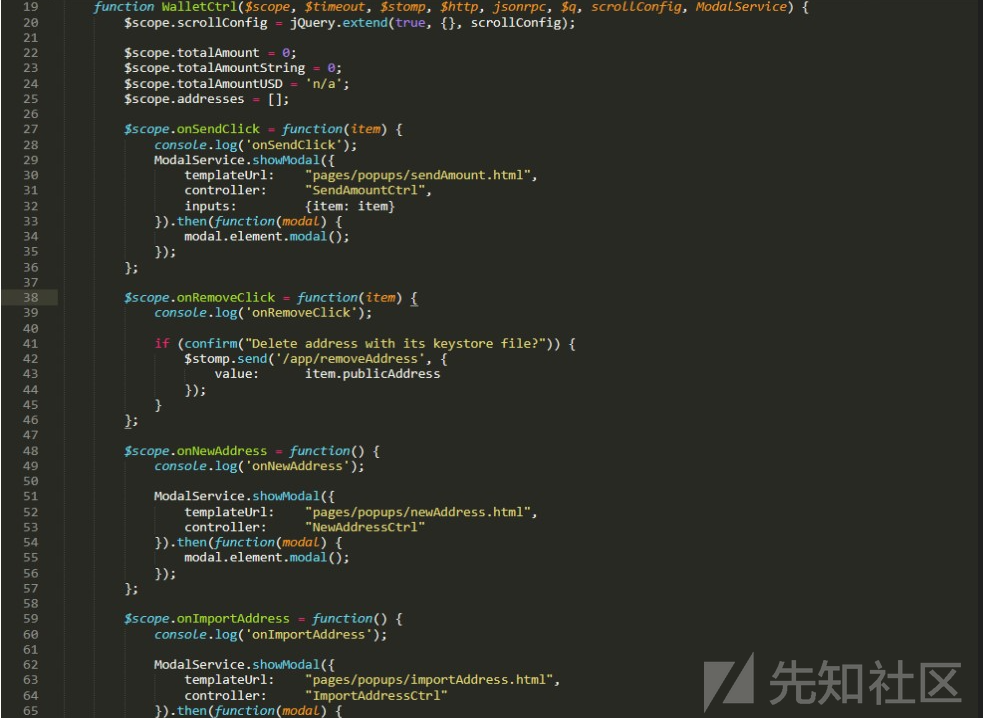 19 function WalletCtrl($scope, $timeout, $stomp, $http, jsonrpc, $q, scrollConfig, ModalService) {
20 $scope.scrollConfig = jQuery.extend(true, {}, scrollConfig);
21
22 $scope.totalAmount = 0;
23 $scope.totalAmountString = 0;
24 $scope.totalAmountUSD = 'n/a';
25 $scope.addresses = [];
26
27 $scope.onSendClick = function(item) {
28 console.log('onSendClick');
29 ModalService.showModal({
30 templateUrl: "pages/popups/sendAmount.html",
31 controller: "SendAmountCtrl",
32 inputs: {item: item}
33 }).then(function(modal) {
34 modal.element.modal();
35 });
36 };
37
38 $scope.onRemoveClick = function(item) {
39 console.log('onRemoveClick');
40
41 if (confirm("Delete address with its keystore file?")) {
42 $stomp.send('/app/removeAddress', {
43 value: item.publicAddress
44 });
45 }
46 };
47
48 $scope.onNewAddress = function() {
49 console.log('onNewAddress');
50
51 ModalService.showModal({
52 templateUrl: "pages/popups/newAddress.html",
53 controller: "NewAddressCtrl"
54 }).then(function(modal) {
55 modal.element.modal();
56 });
57 };
58
59 $scope.onImportAddress = function() {
60 console.log('onImportAddress');
61
62 ModalService.showModal({
63 templateUrl: "pages/popups/importAddress.html",
64 controller: "ImportAddressCtrl"
65 }).then(function(modal) {
先知社区